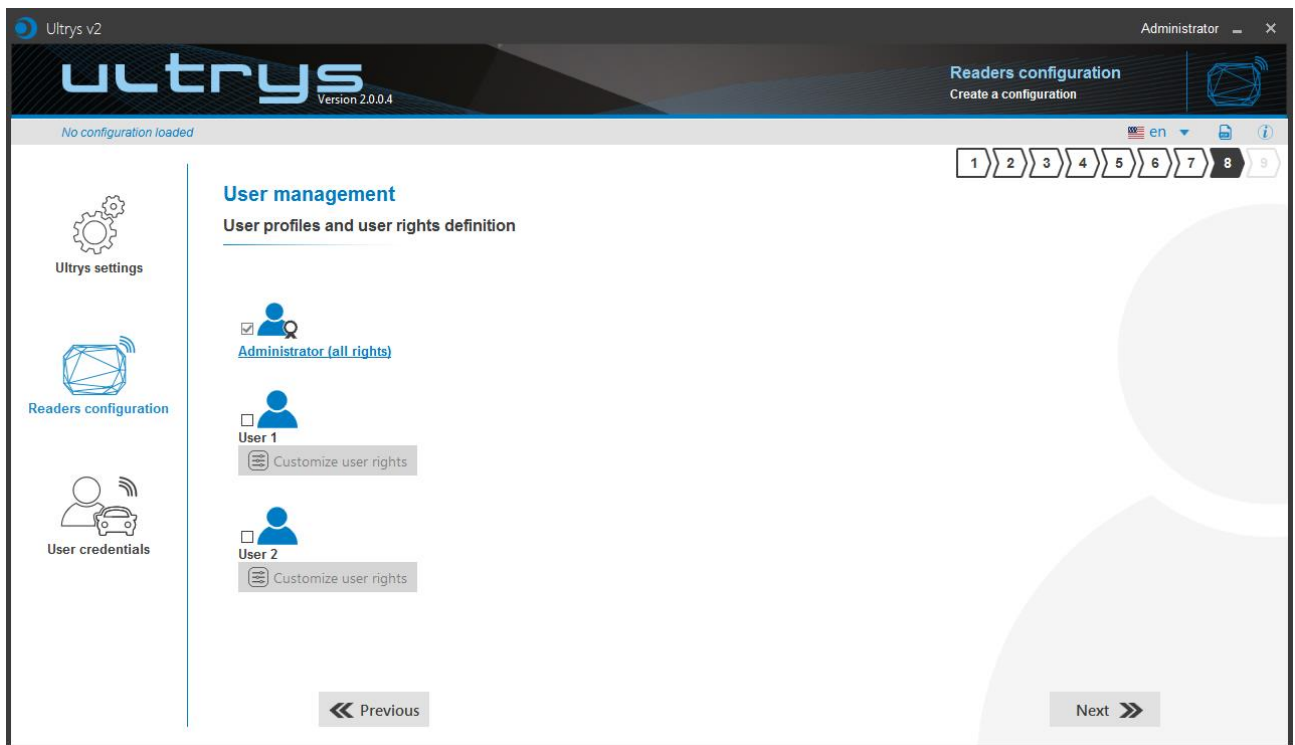 Ultrys v2
Administrator
ultrys
Version 2.0.0.4
Readers configuration
Create a configuration
No configuration loaded
en
1 2 3 4 5 6 7 8 9
User management
User profiles and user rights definition
Ultrys settings
Administrator (all rights)
Readers configuration
User 1
Customize user rights
User credentials
User 2
Customize user rights
Previous
Next